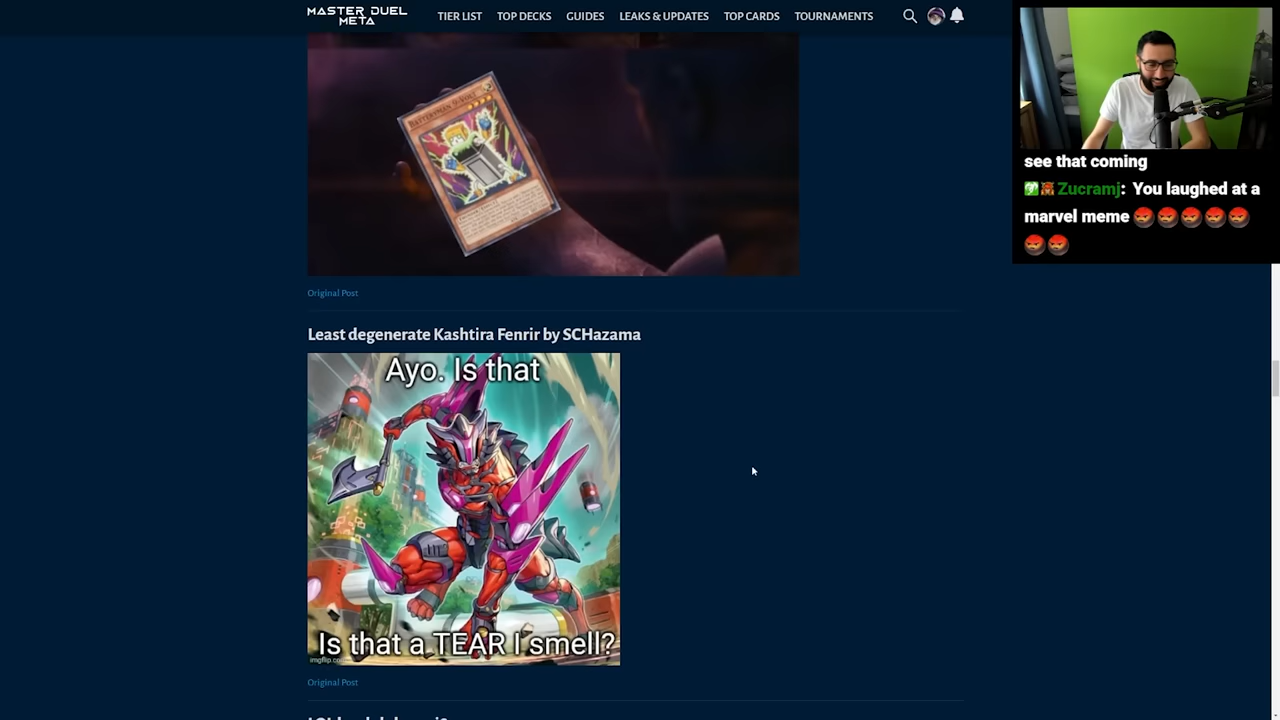 MASTER DUEL
META
TIER LIST
TOP DECKS
GUIDES
LEAKS & UPDATES
TOP CARDS
TOURNAMENTS
see that coming
Zucramj: You laughed at a
marvel meme
Original Post
Least degenerate Kashtira Fenrir by SCHazama
Ayo. Is that
Is that a TEAR I smell?
Original Post